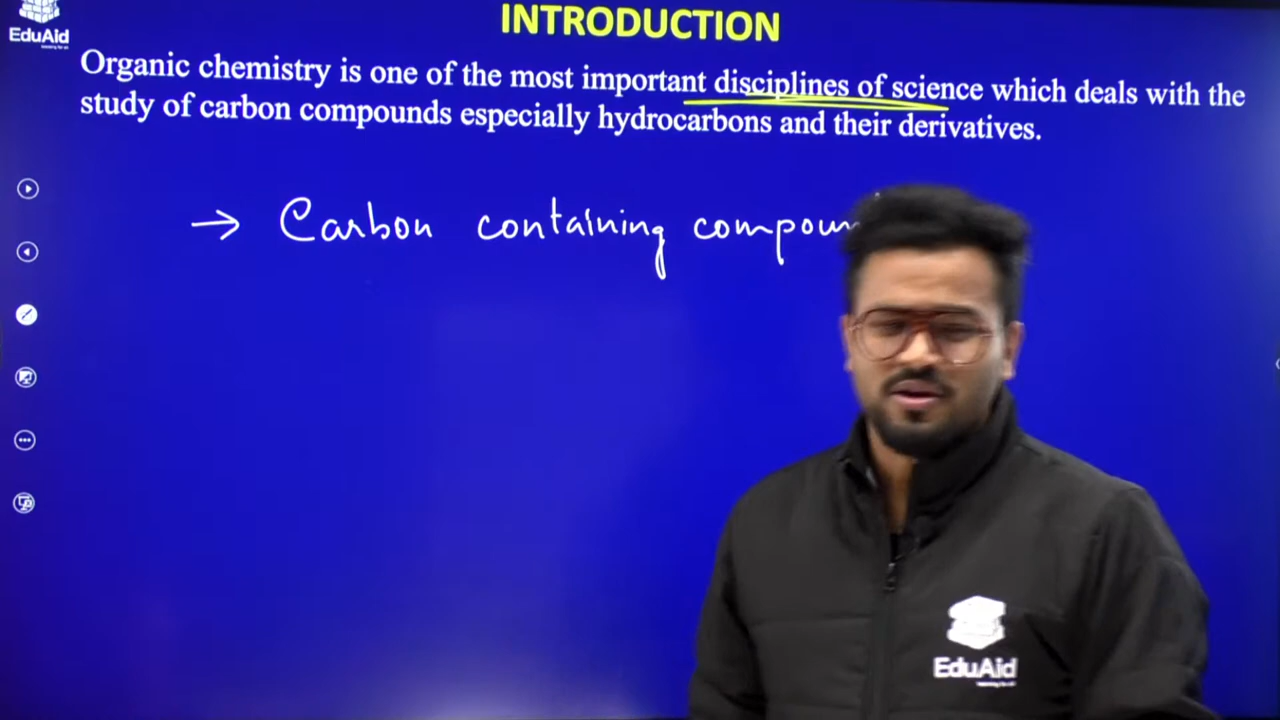 EduAid
INTRODUCTION
Organic chemistry is one of the most important disciplines of science which deals with the
study of carbon compounds especially hydrocarbons and their derivatives.
→ Carbon containing
EduAid